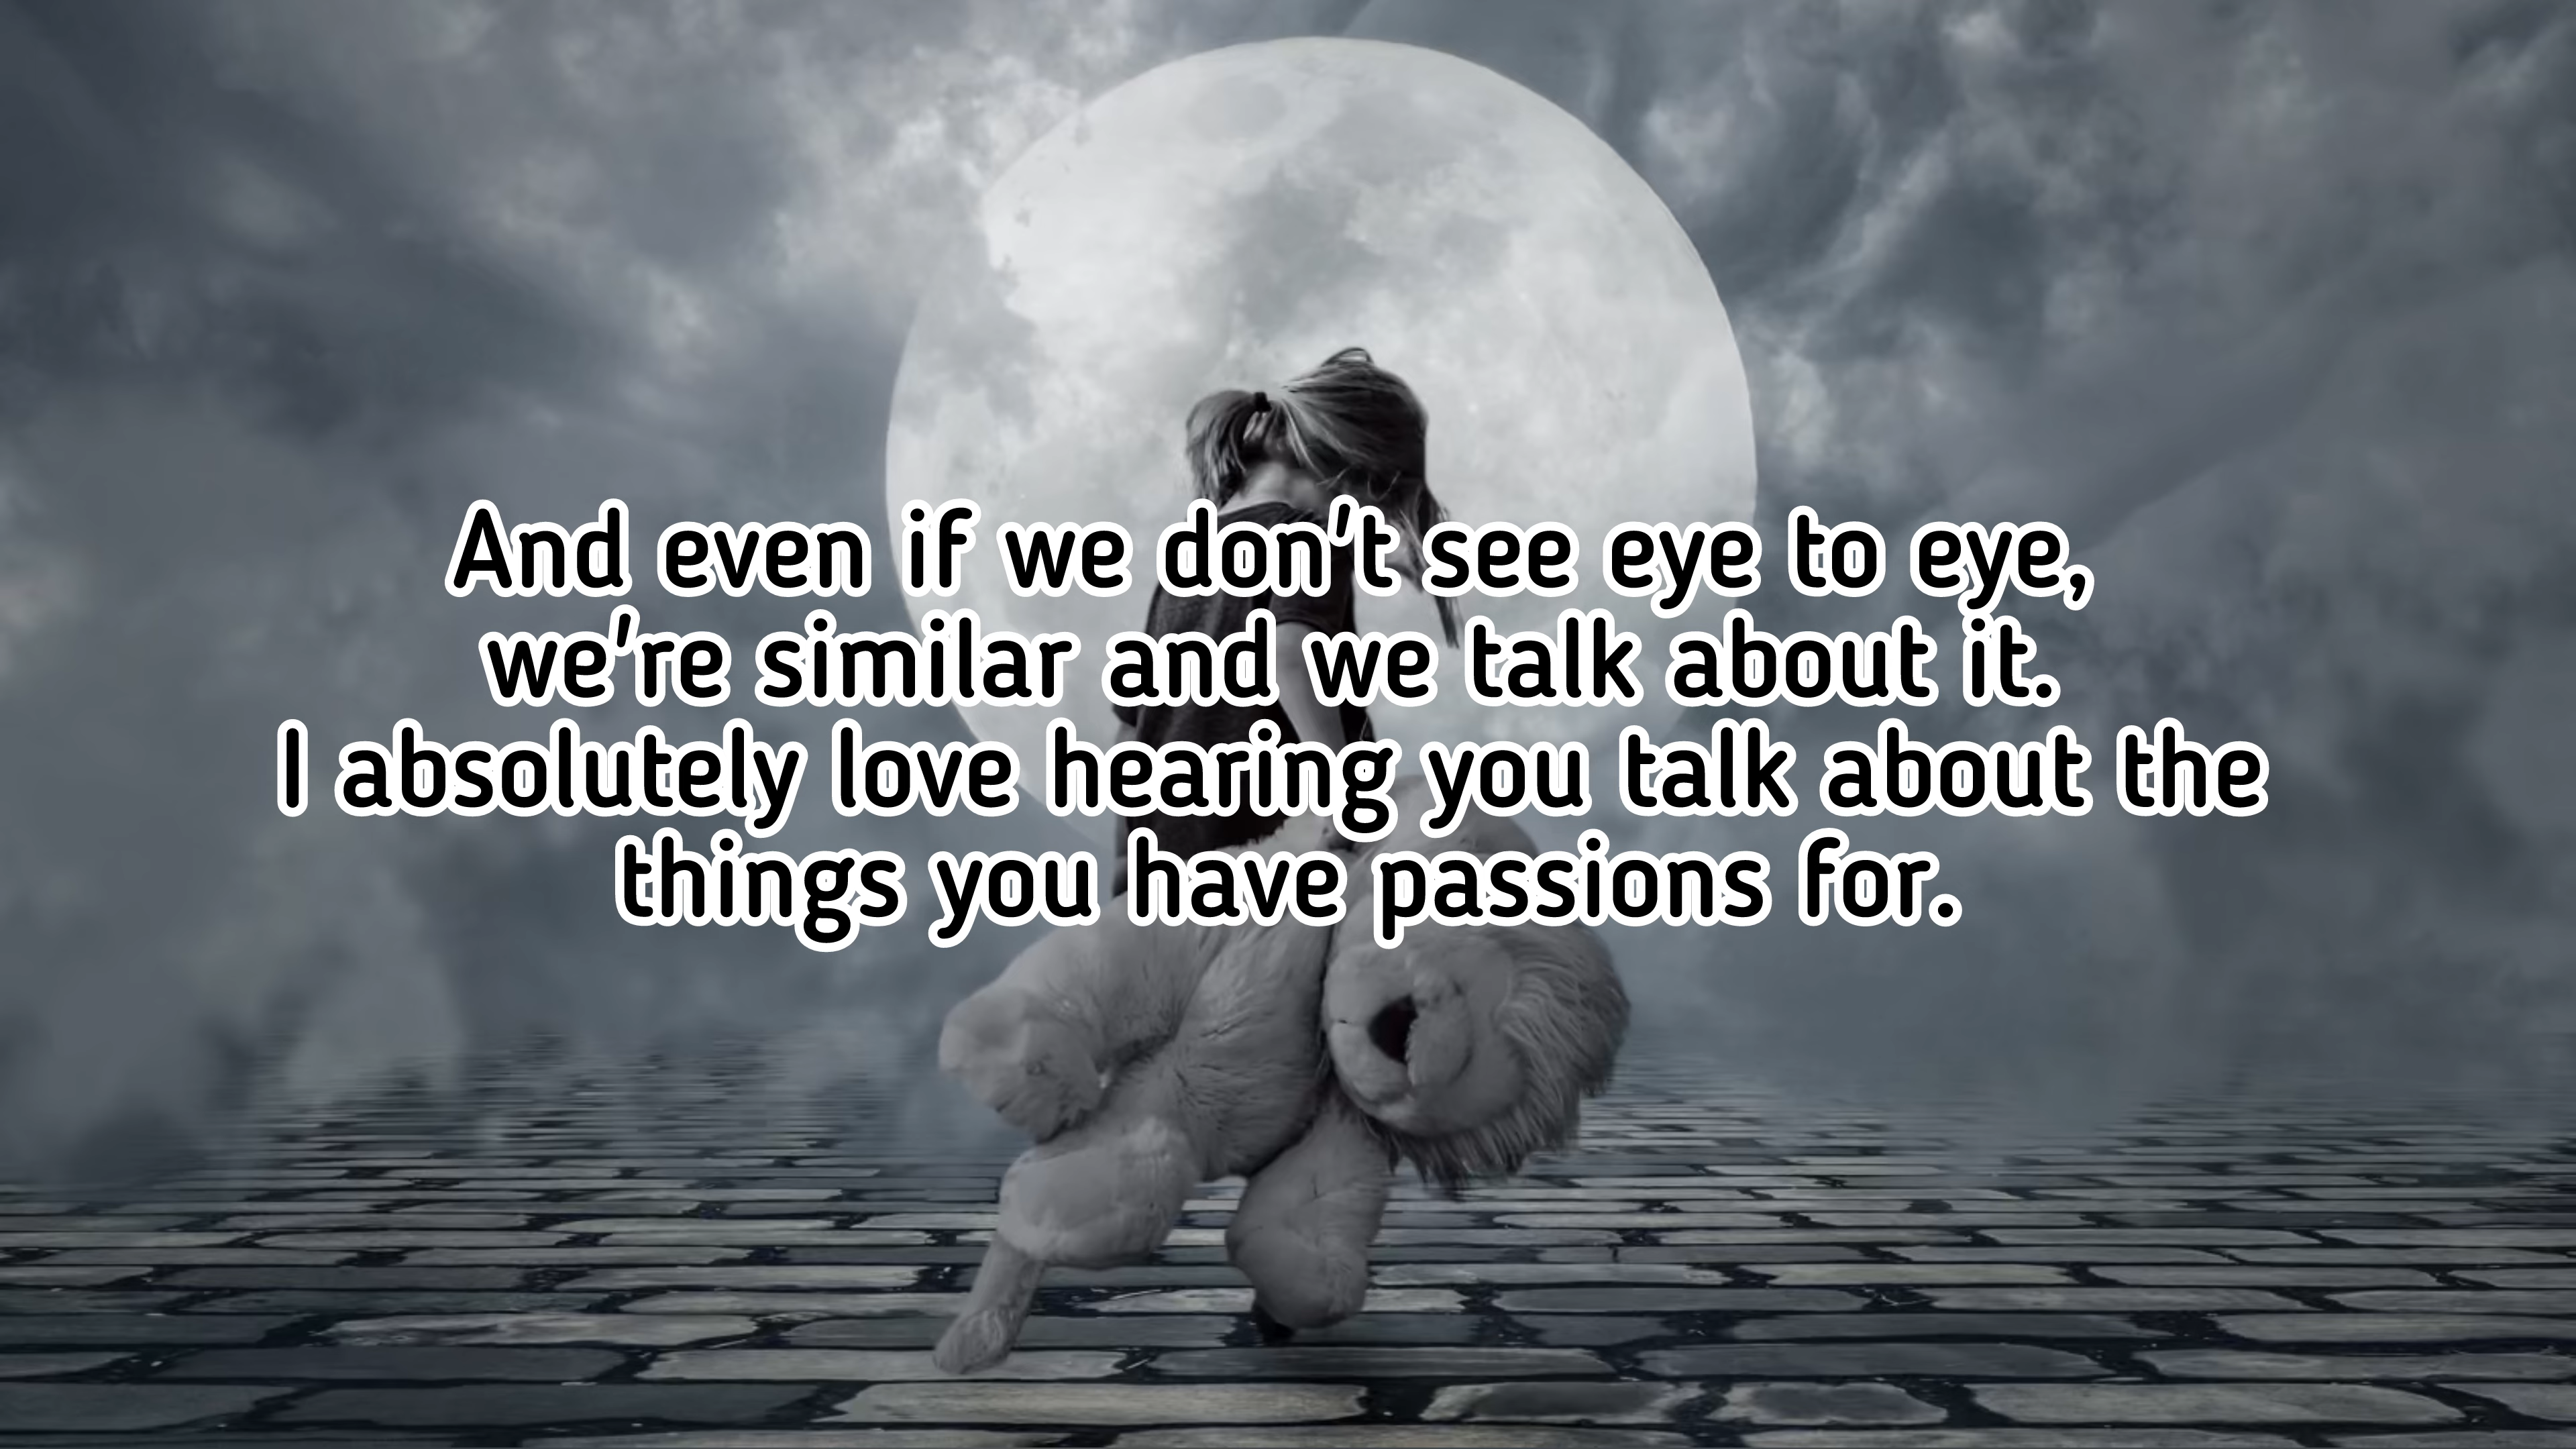 And even if we don't see eye to eye,
we're similar and we talk about it.
I absolutely love hearing you talk about the
things you have passions for.